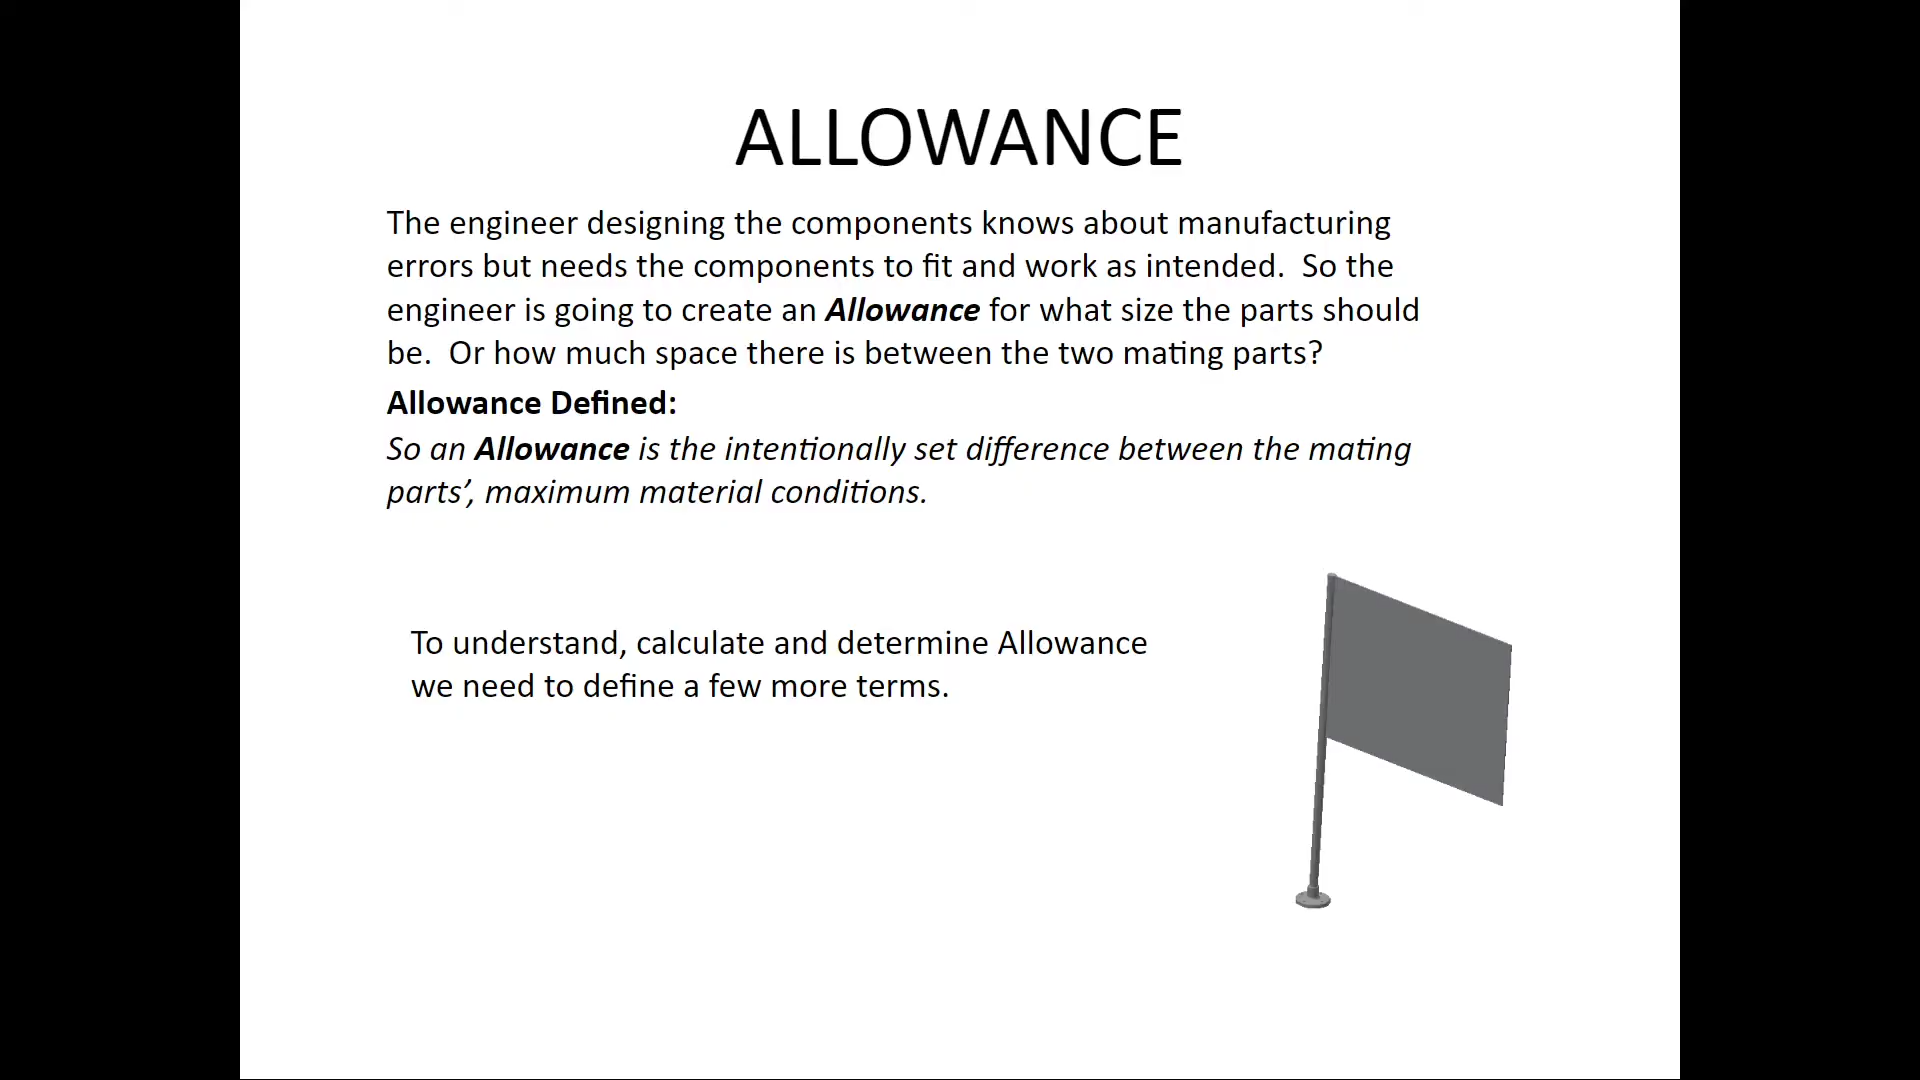 ALLOWANCE
The engineer designing the components knows about manufacturing
errors but needs the components to fit and work as intended.  So the
engineer is going to create an Allowance for what size the parts should
be.  Or how much space there is between the two mating parts?
Allowance Defined:
So an Allowance is the intentionally set difference between the mating
parts’, maximum material conditions.
To understand, calculate and determine Allowance
we need to define a few more terms.